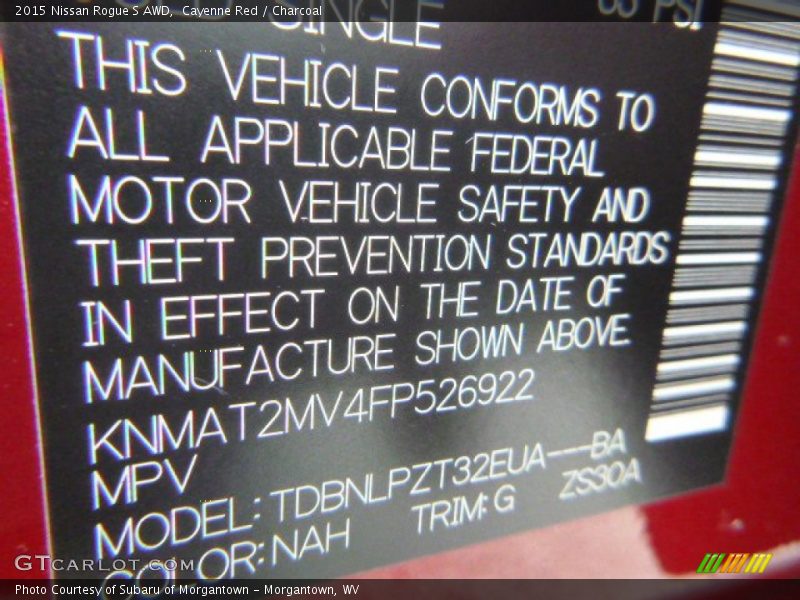 2015 Nissan Rogue S AWD, Cayenne Red / Charcoal
SINGLE PSI
THIS VEHICLE CONFORMS TO
ALL APPLICABLE FEDERAL
MOTOR VEHICLE SAFETY AND
THEFT PREVENTION STANDARDS
IN EFFECT ON THE DATE OF
MANUFACTURE SHOWN ABOVE.
KNMAT2MV4FP526922
MPV
MODEL: TDBNLPZT32EUA---BA
COLOR: NAH TRIM: G ZS30A
GTCARLOT.COM
Photo Courtesy of Subaru of Morgantown - Morgantown, WV